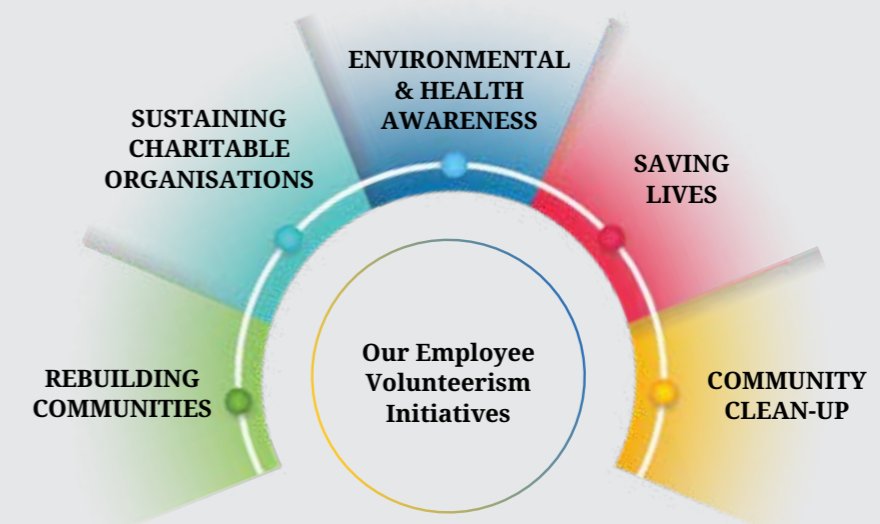 ENVIRONMENTAL
& HEALTH
AWARENESS
SUSTAINING
CHARITABLE
ORGANISATIONS
SAVING
LIVES
REBUILDING
COMMUNITIES
Our Employee
Volunteerism
Initiatives
COMMUNITY
CLEAN-UP